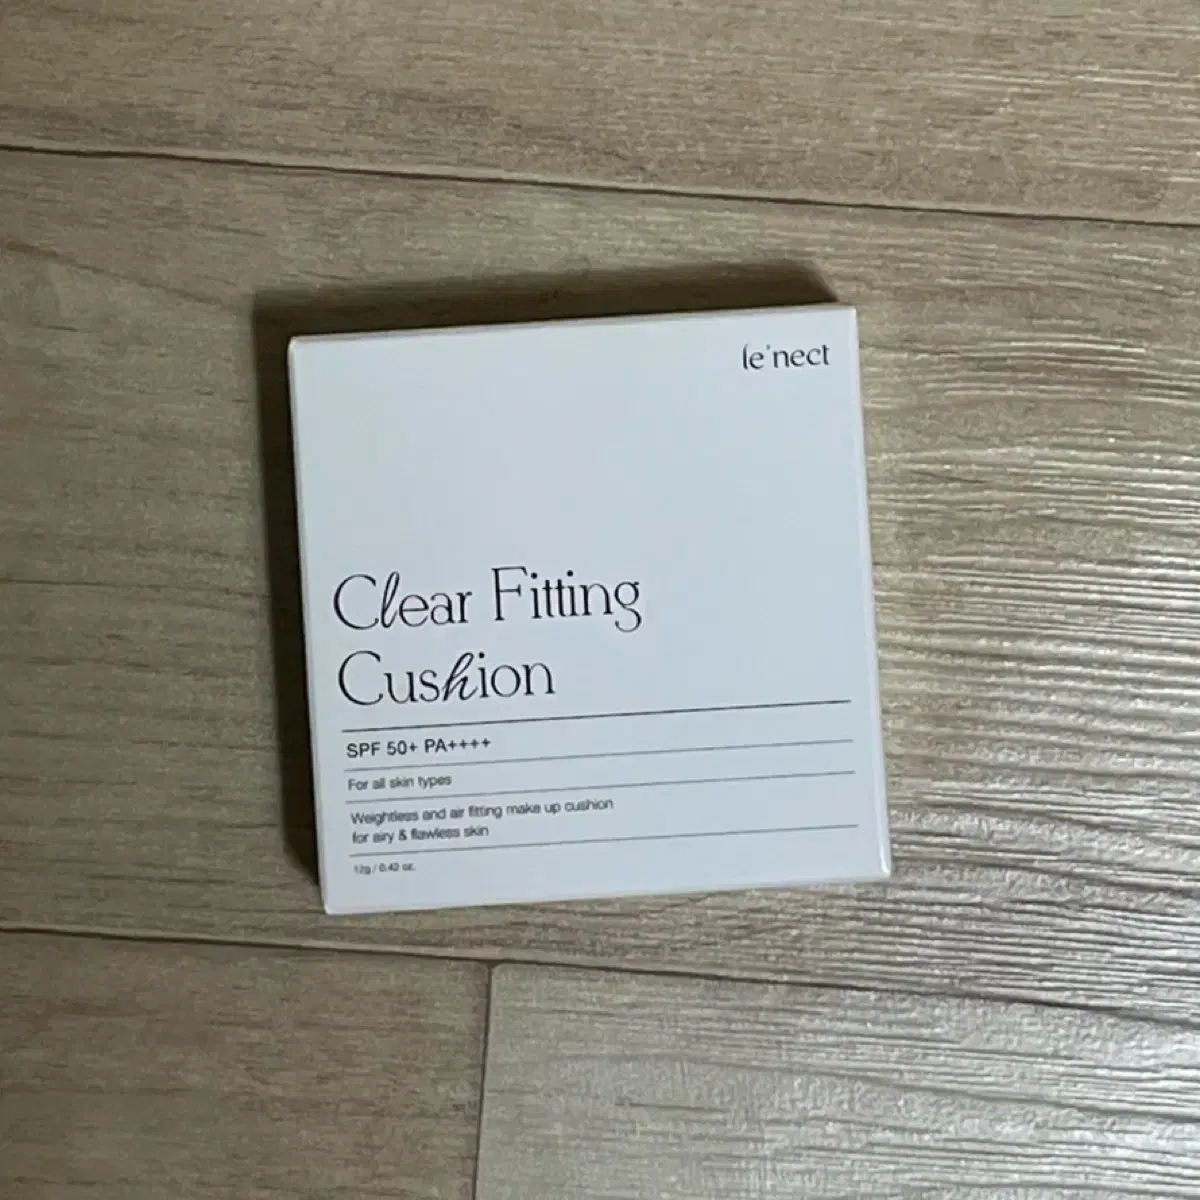 le'nect
Clear Fitting
Cushion
SPF 50+ PA++++
For all skin types
Weightless and air fitting make up cushion
for airy & flawless skin
12g / 0.42 oz.